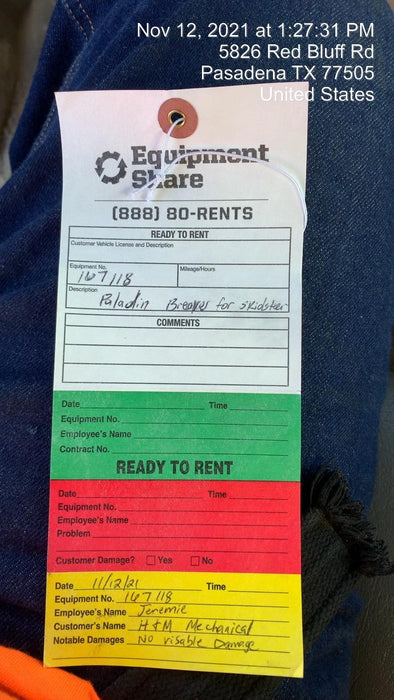 Nov 12, 2021 at 1:27:31 PM
5826 Red Bluff Rd
Pasadena TX 77505
United States
Equipment
Share
(888) 80-RENTS
READY TO RENT
Customer Vehicle License and Description
Equipment No. Mileage/Hours
167118
Description
Paladin Breaker for skidster
COMMENTS
Date Time
Equipment No.
Employee's Name
Contract No.
READY TO RENT
Date Time
Equipment No.
Employee's Name
Problem
Customer Damage? Yes No
Date 11/12/21 Time
Equipment No. 167118
Employee's Name Jeremie
Customer's Name H&M Mechanical
Notable Damages No visable Damage